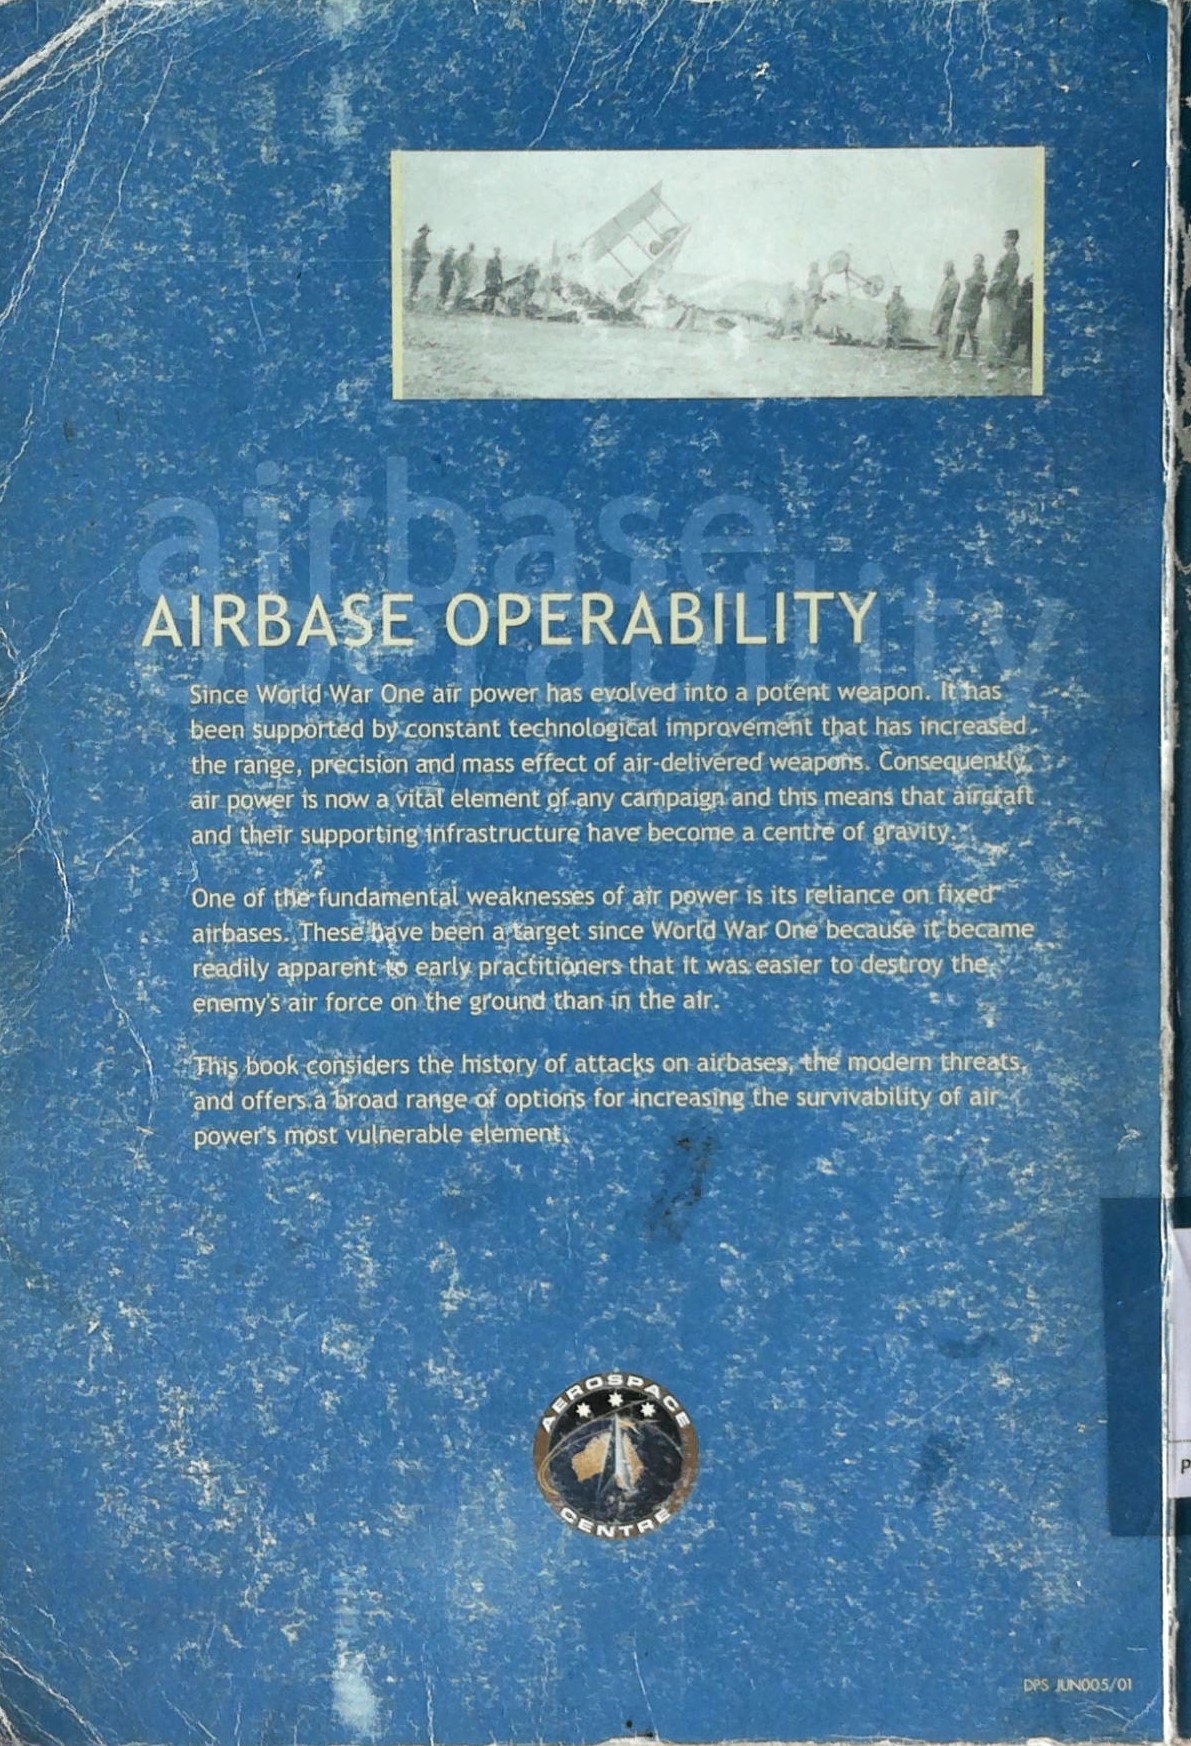 airbase
operability
AIRBASE OPERABILITY
Since World War One air power has evolved into a potent weapon. It has
been supported by constant technological improvement that has increased
the range, precision and mass effect of air-delivered weapons. Consequently,
air power is now a vital element of any campaign and this means that aircraft
and their supporting infrastructure have become a centre of gravity.
One of the fundamental weaknesses of air power is its reliance on fixed
airbases. These have been a target since World War One because it became
readily apparent to early practitioners that it was easier to destroy the
enemy's air force on the ground than in the air.
This book considers the history of attacks on airbases, the modern threats,
and offers a broad range of options for increasing the survivability of air
power's most vulnerable element.
AEROSPACE
CENTRE
P
DPS JUN005/01